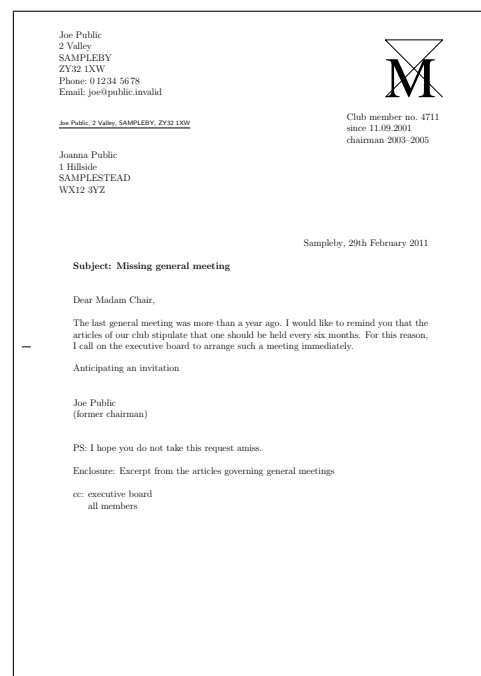 Joe Public
2 Valley
SAMPLEBY
ZY32 1XW
Phone: 0 12 34 56 78
Email: joe@public.invalid
M
Club member no. 4711
since 11.09.2001
chairman 2003–2005
Joe Public, 2 Valley, SAMPLEBY, ZY32 1XW
Joanna Public
1 Hillside
SAMPLESTEAD
WX12 3YZ
Sampleby, 29th February 2011
Subject: Missing general meeting
Dear Madam Chair,
The last general meeting was more than a year ago. I would like to remind you that the
articles of our club stipulate that one should be held every six months. For this reason,
I call on the executive board to arrange such a meeting immediately.
Anticipating an invitation
Joe Public
(former chairman)
PS: I hope you do not take this request amiss.
Enclosure: Excerpt from the articles governing general meetings
cc: executive board
all members